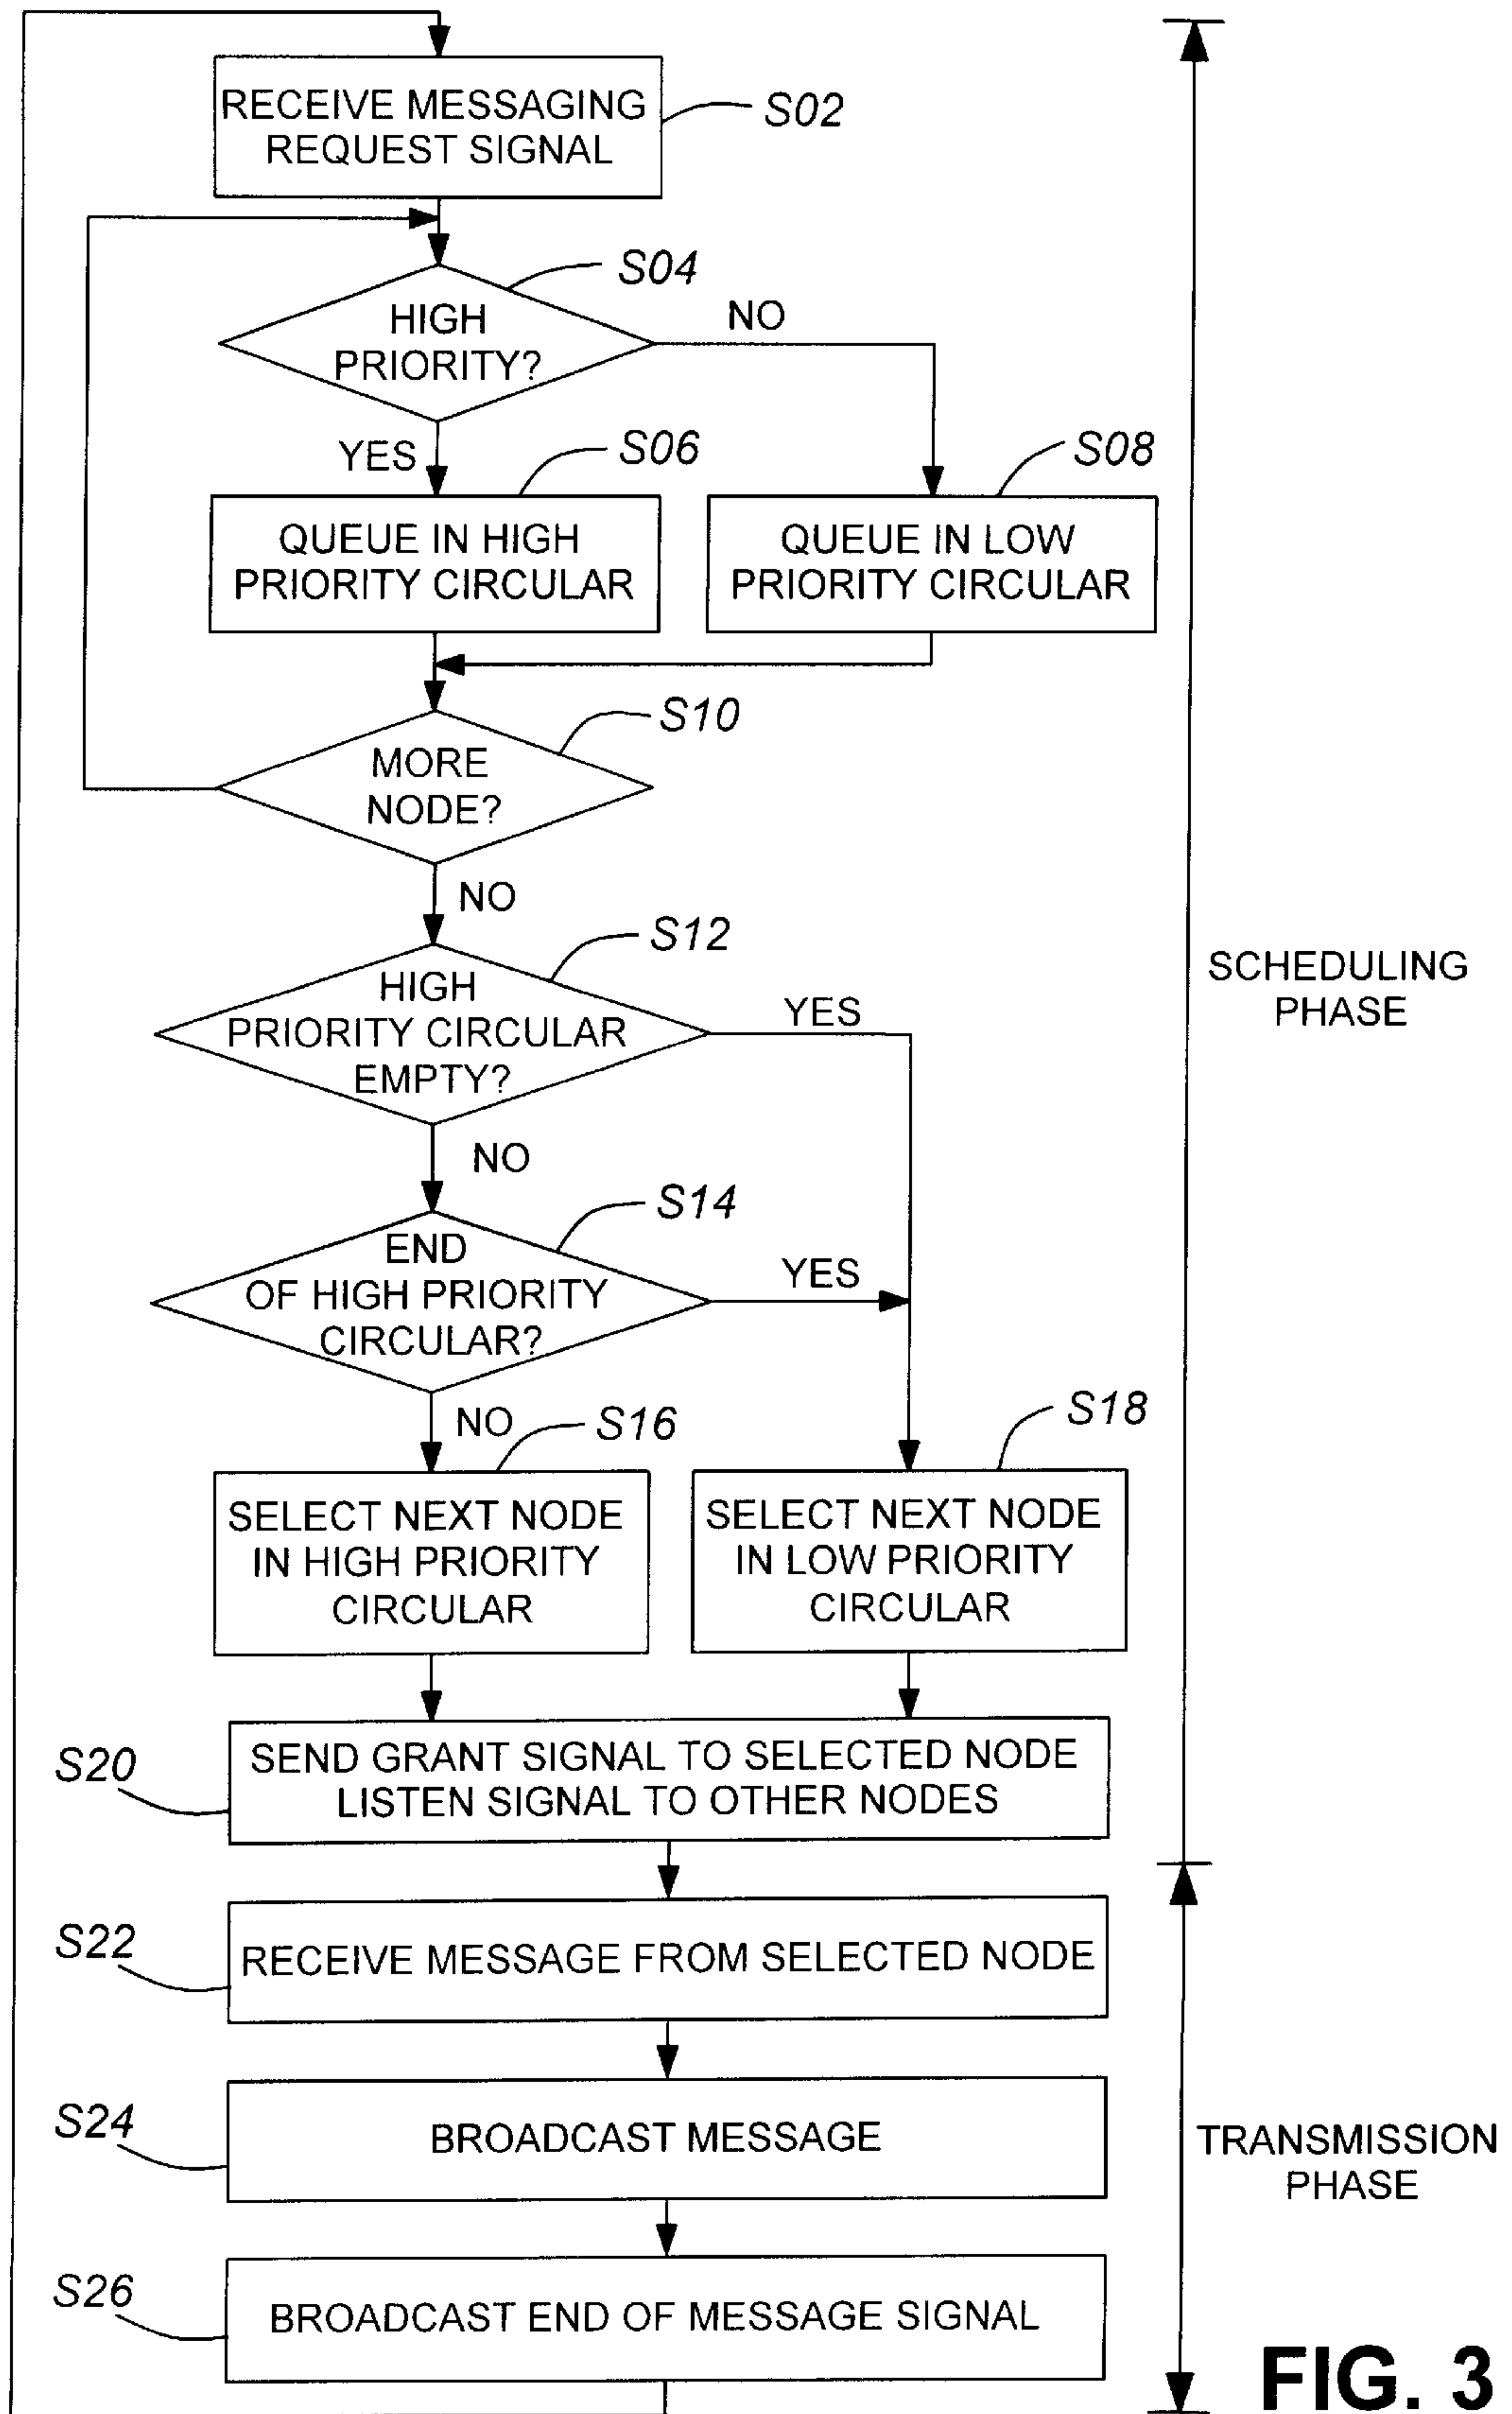 RECEIVE MESSAGING
REQUEST SIGNAL
S02
S04
HIGH
PRIORITY?
NO
YES
S06
S08
QUEUE IN HIGH
PRIORITY CIRCULAR
QUEUE IN LOW
PRIORITY CIRCULAR
S10
MORE
NODE?
NO
S12
HIGH
PRIORITY CIRCULAR
EMPTY?
YES
SCHEDULING
PHASE
NO
S14
END
OF HIGH PRIORITY
CIRCULAR?
YES
NO
S16
S18
SELECT NEXT NODE
IN HIGH PRIORITY
CIRCULAR
SELECT NEXT NODE
IN LOW PRIORITY
CIRCULAR
S20
SEND GRANT SIGNAL TO SELECTED NODE
LISTEN SIGNAL TO OTHER NODES
S22
RECEIVE MESSAGE FROM SELECTED NODE
S24
BROADCAST MESSAGE
TRANSMISSION
PHASE
S26
BROADCAST END OF MESSAGE SIGNAL
FIG. 3